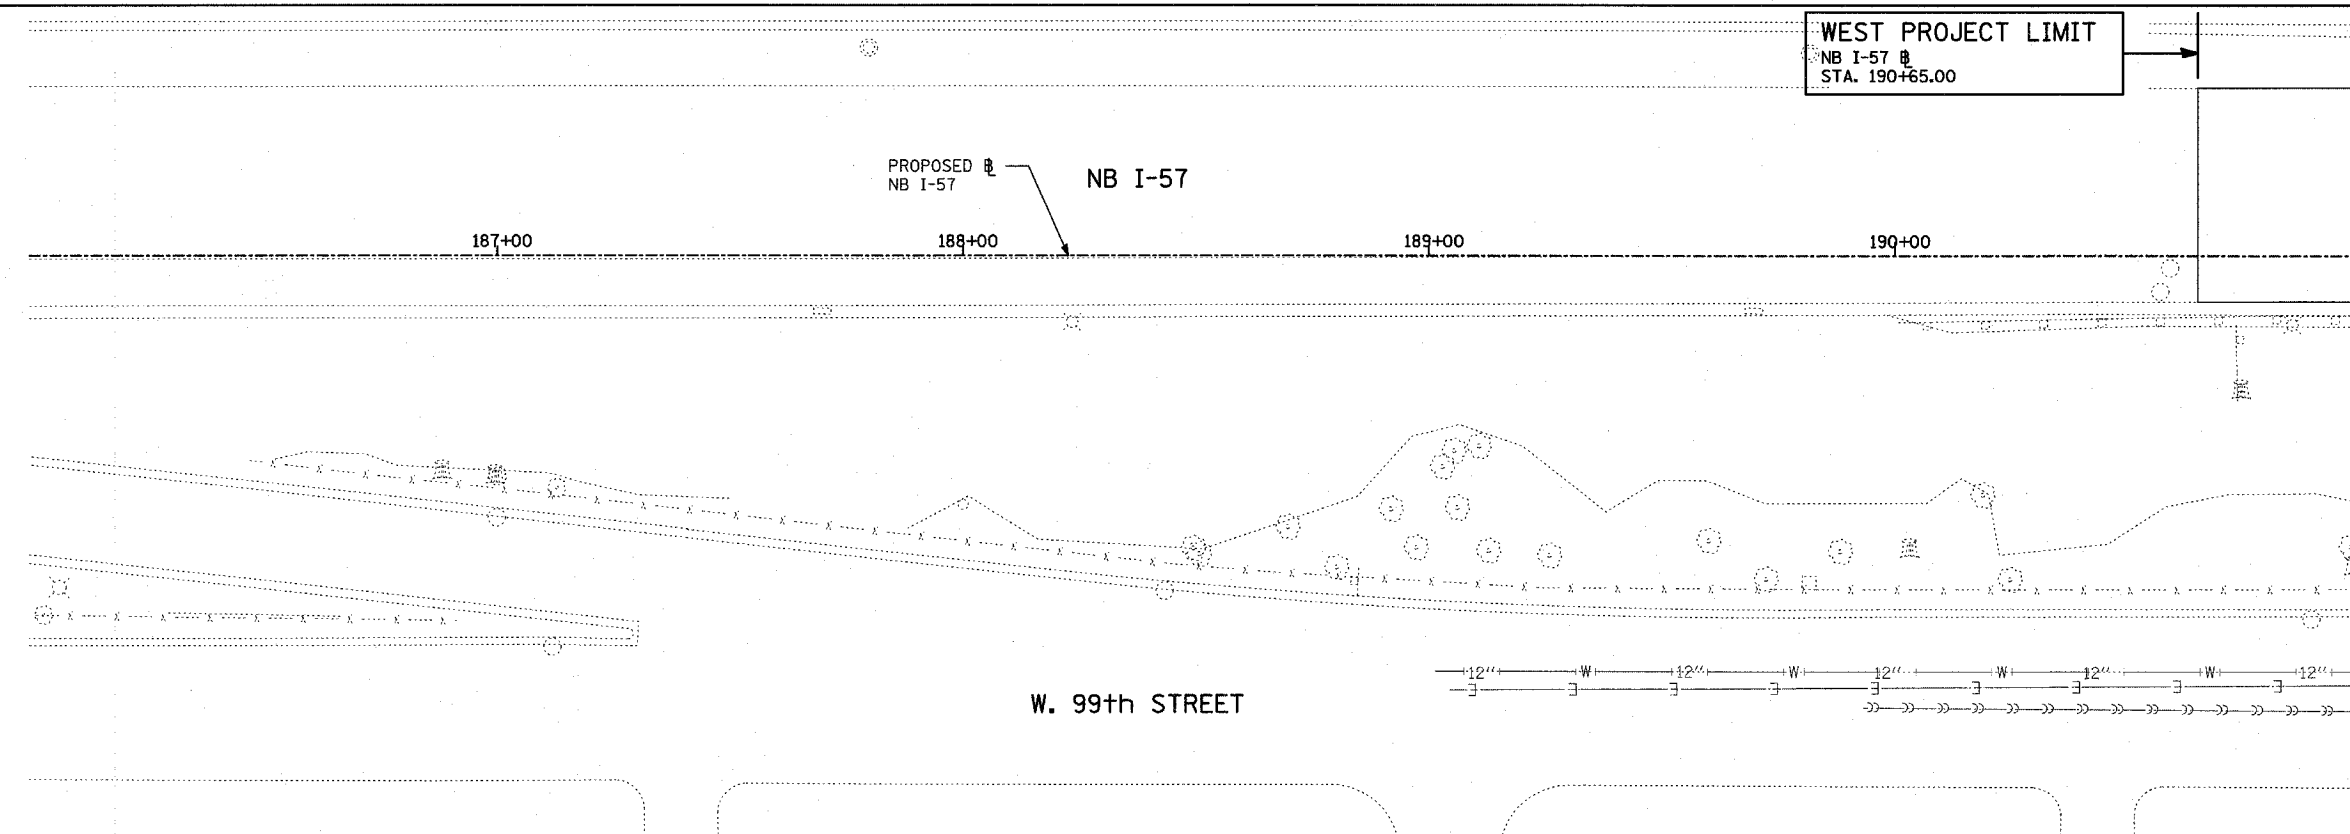 WEST PROJECT LIMIT
NB I-57 ℄
STA. 190+65.00
PROPOSED ℄
NB I-57
NB I-57
187+00
188+00
189+00
190+00
12" W 12" W 12" W 12" W 12"
E E E E E E E E E
W. 99th STREET